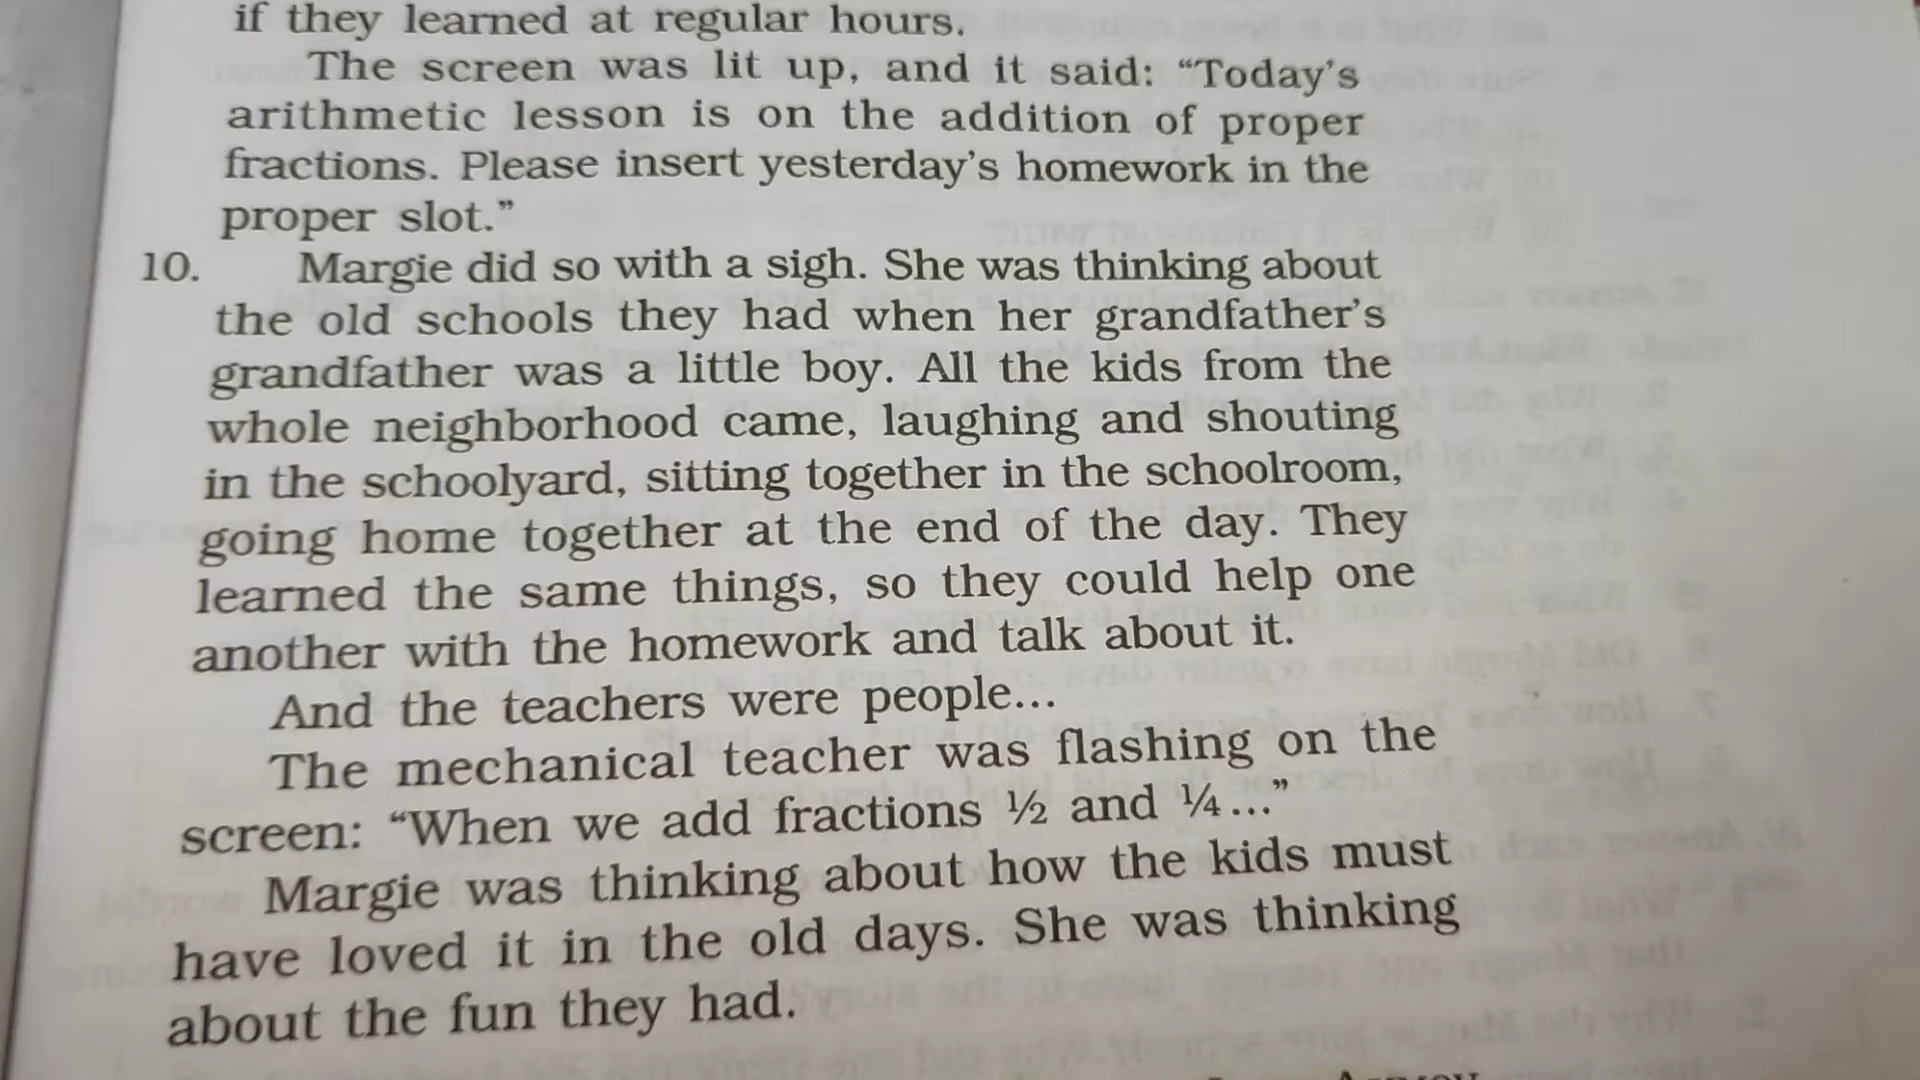 if they learned at regular hours.
The screen was lit up, and it said: “Today’s
arithmetic lesson is on the addition of proper
fractions. Please insert yesterday’s homework in the
proper slot.”
10. Margie did so with a sigh. She was thinking about
the old schools they had when her grandfather’s
grandfather was a little boy. All the kids from the
whole neighborhood came, laughing and shouting
in the schoolyard, sitting together in the schoolroom,
going home together at the end of the day. They
learned the same things, so they could help one
another with the homework and talk about it.
And the teachers were people...
The mechanical teacher was flashing on the
screen: “When we add fractions ½ and ¼...”
Margie was thinking about how the kids must
have loved it in the old days. She was thinking
about the fun they had.